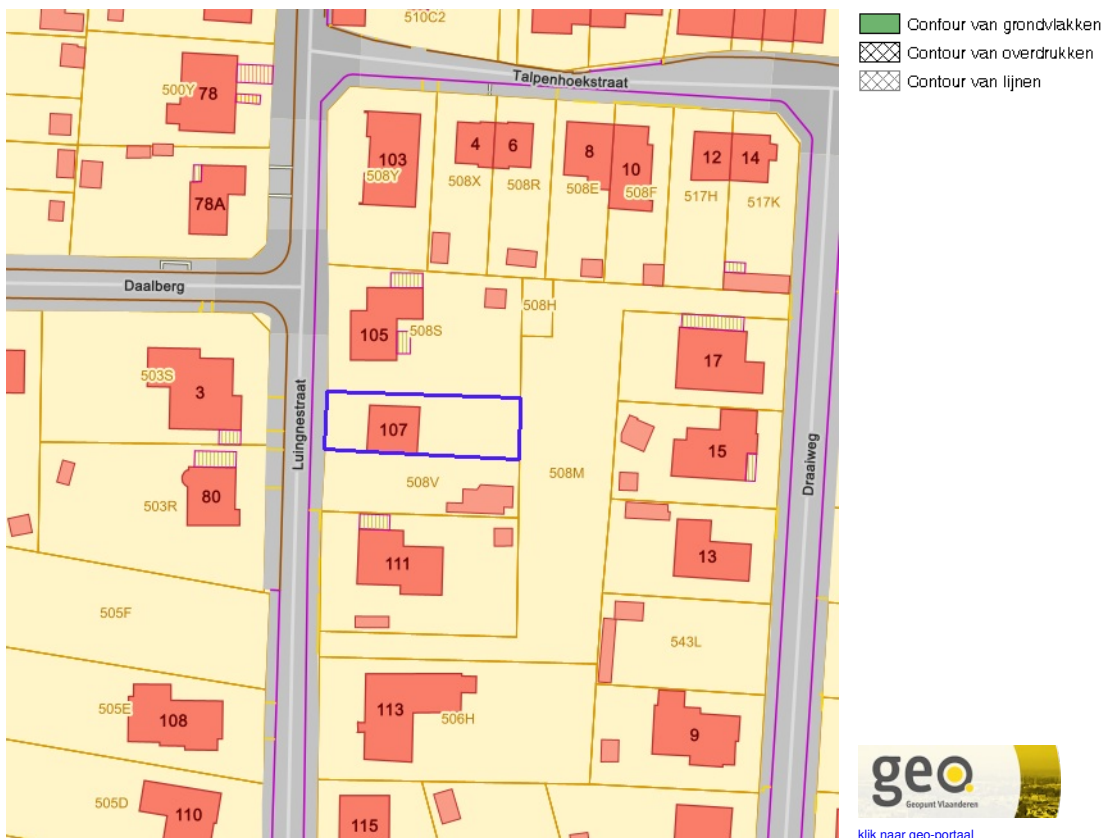 510C2
Talpenhoekstraat
500Y
78
103
508Y
4
6
8
10
12
14
508X
508R
508E
508F
517H
517K
78A
Daalberg
508H
105
508S
17
503S
3
Luingnestraat
107
15
Draaiweg
508V
508M
503R
80
111
13
505F
543L
505E
108
113
506H
9
505D
110
115
Contour van grondvlakken
Contour van overdrukken
Contour van lijnen
geo
Geopunt Vlaanderen
klik naar geo-portaal